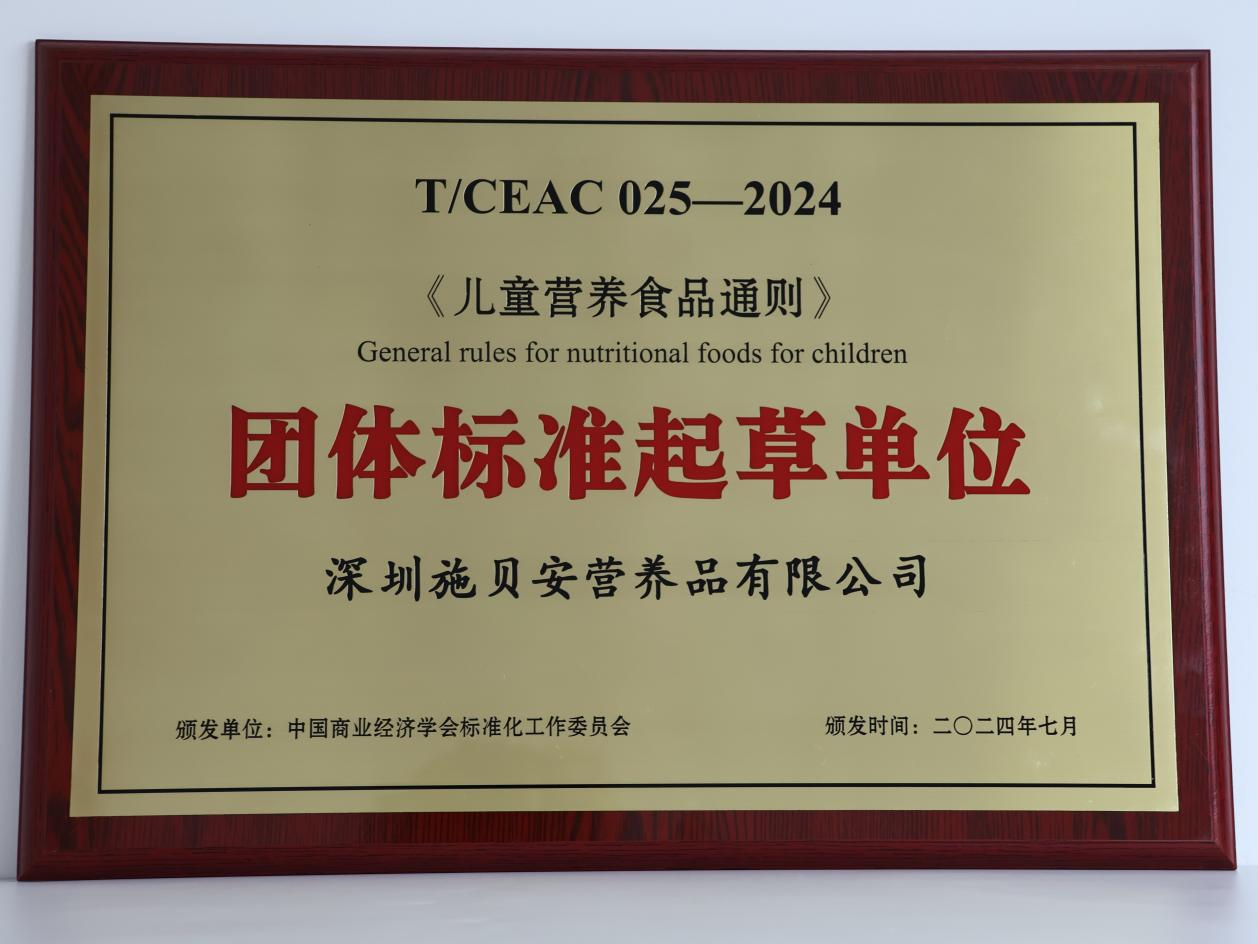 T/CEAC 025—2024
《儿童营养食品通则》
General rules for nutritional foods for children
团体标准起草单位
深圳施贝安营养品有限公司
颁发单位：中国商业经济学会标准化工作委员会
颁发时间：二〇二四年七月